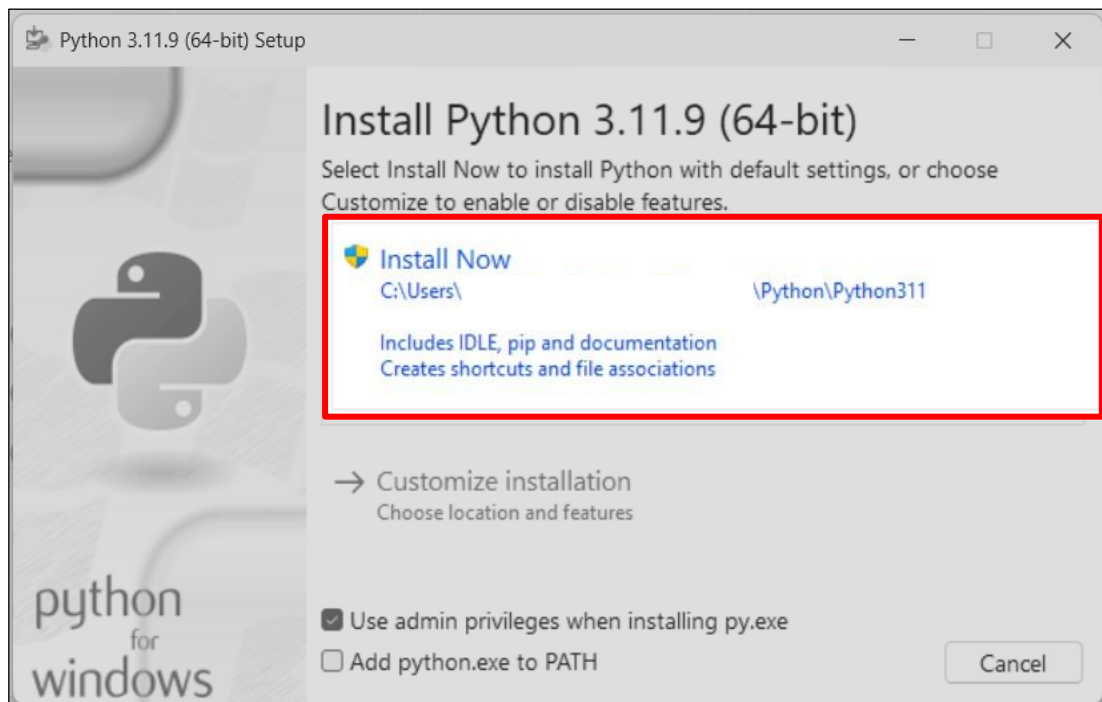 Python 3.11.9 (64-bit) Setup
Install Python 3.11.9 (64-bit)
Select Install Now to install Python with default settings, or choose
Customize to enable or disable features.
Install Now
C:\Users\ \Python\Python311
Includes IDLE, pip and documentation
Creates shortcuts and file associations
Customize installation
Choose location and features
python
for
windows
Use admin privileges when installing py.exe
Add python.exe to PATH
Cancel